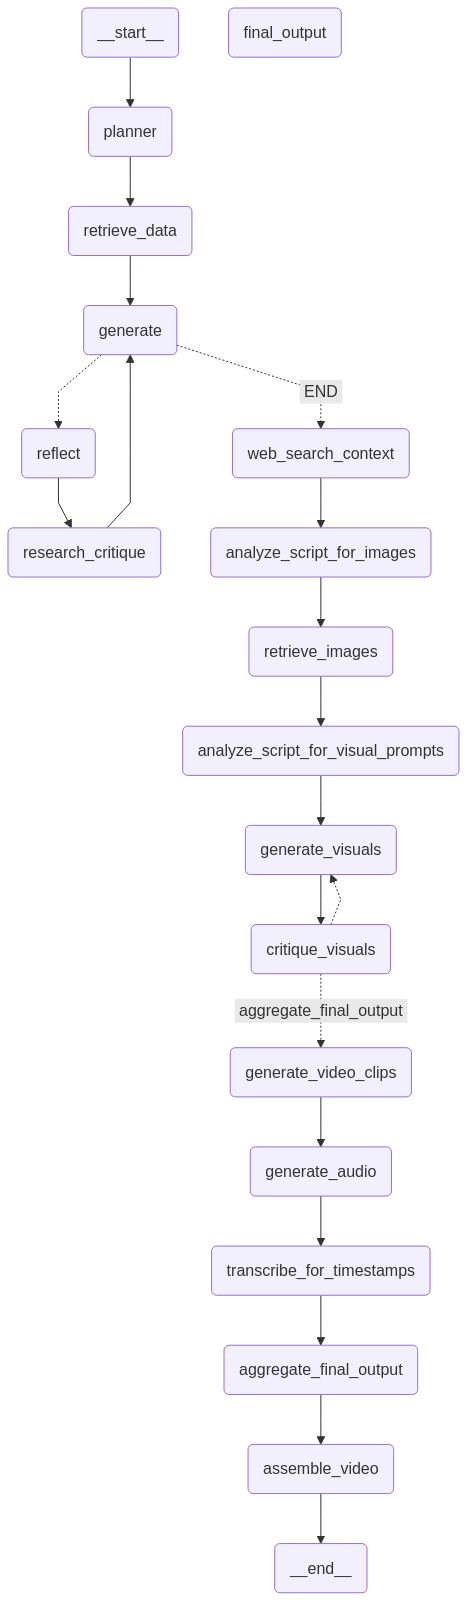 __start__
final_output
planner
retrieve_data
generate
END
reflect
web_search_context
research_critique
analyze_script_for_images
retrieve_images
analyze_script_for_visual_prompts
generate_visuals
critique_visuals
aggregate_final_output
generate_video_clips
generate_audio
transcribe_for_timestamps
aggregate_final_output
assemble_video
__end__